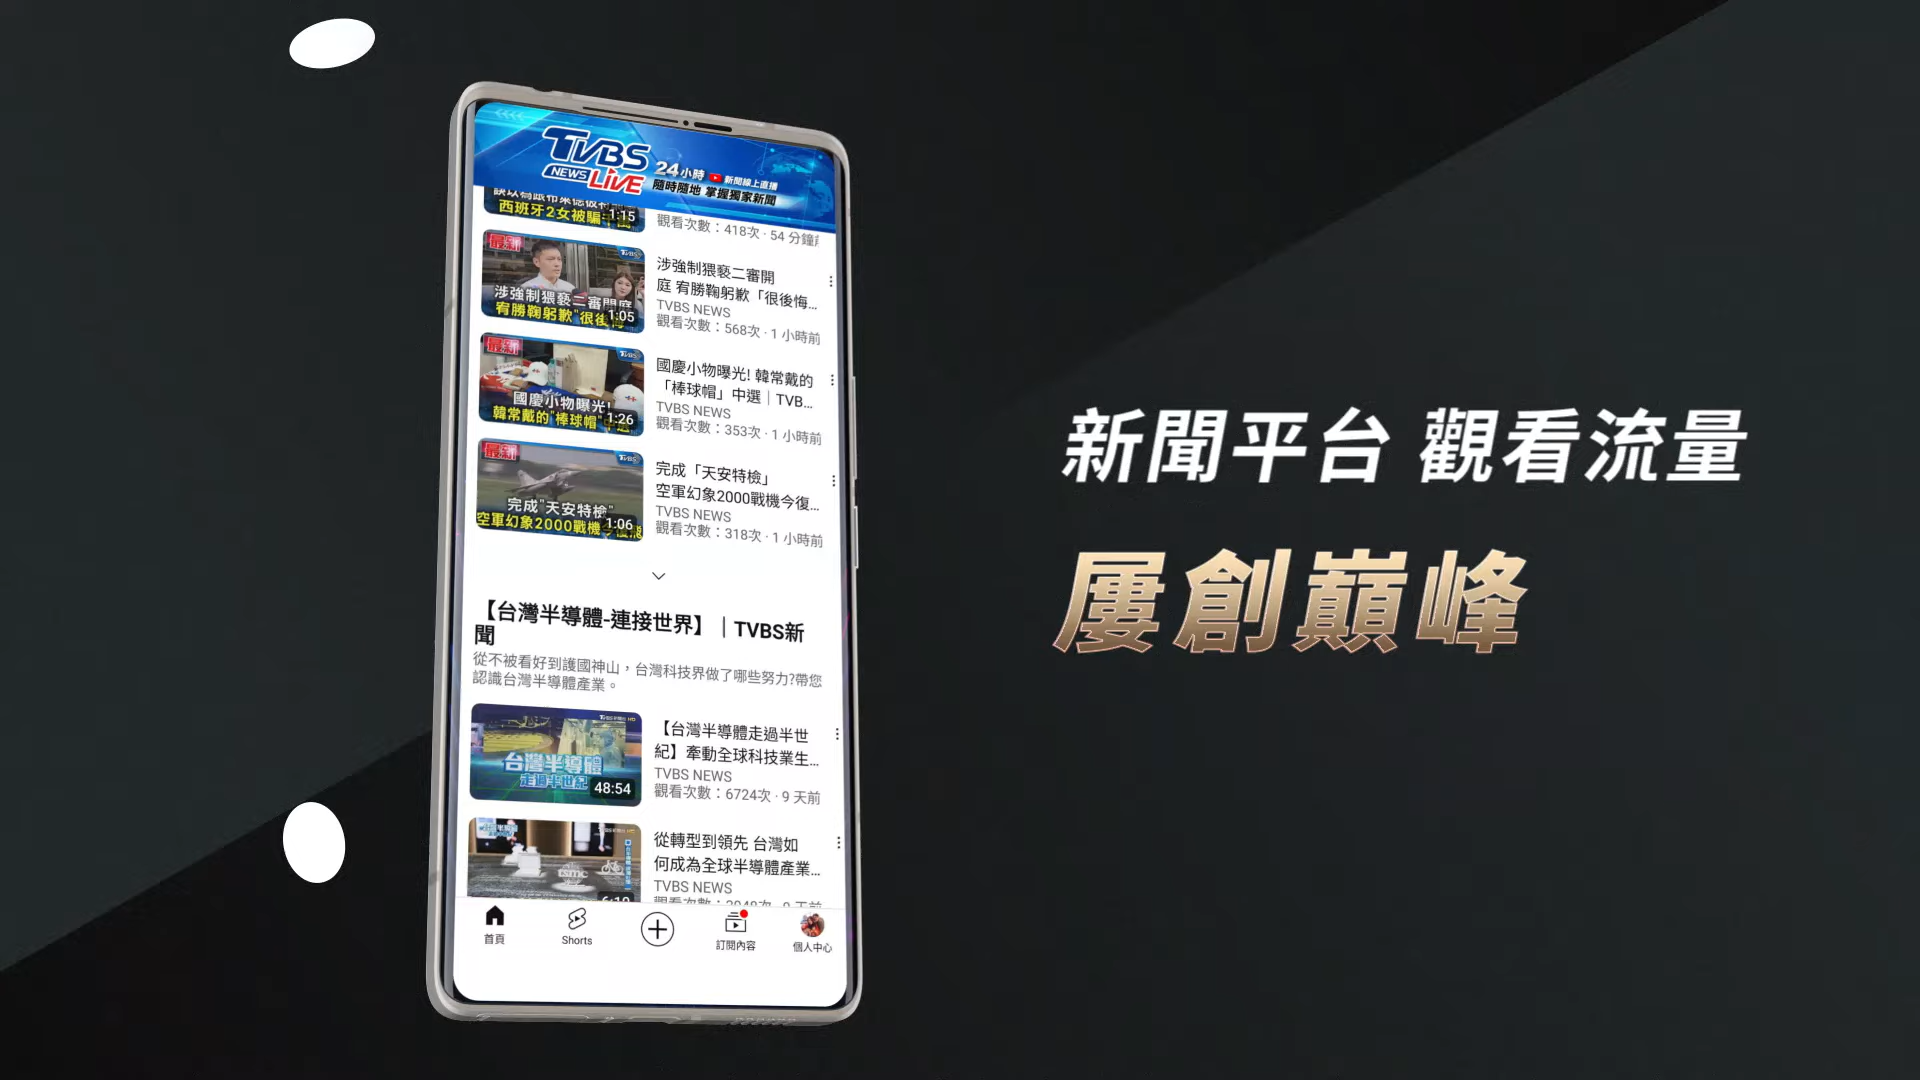 TVBS
NEWS LIVE
24小時 新聞線上直播
隨時隨地 掌握獨家新聞
西班牙2女被騙
1:15
觀看次數：418次 · 54 分鐘
最新
TVBS
涉強制猥褻二審開庭
宥勝鞠躬歉"很後悔
1:05
涉強制猥褻二審開
庭 宥勝鞠躬歉「很後悔...
TVBS NEWS
觀看次數：568次 · 1 小時前
最新
TVBS
國慶小物曝光!
韓常戴的"棒球帽"中選
1:26
國慶小物曝光! 韓常戴的
「棒球帽」中選｜TVB...
TVBS NEWS
觀看次數：353次 · 1 小時前
最新
TVBS
完成"天安特檢"
空軍幻象2000戰機今復飛
1:06
完成「天安特檢」
空軍幻象2000戰機今復...
TVBS NEWS
觀看次數：318次 · 1 小時前
【台灣半導體-連接世界】｜TVBS新
聞
從不被看好到護國神山，台灣科技界做了哪些努力?帶您
認識台灣半導體產業。
台灣半導體
走過半世紀
48:54
【台灣半導體走過半世
紀】牽動全球科技業生...
TVBS NEWS
觀看次數：6724次 · 9 天前
tsmc
從轉型到領先 台灣如
何成為全球半導體產業...
TVBS NEWS
首頁
Shorts
訂閱內容
個人中心
新聞平台 觀看流量
屢創巔峰